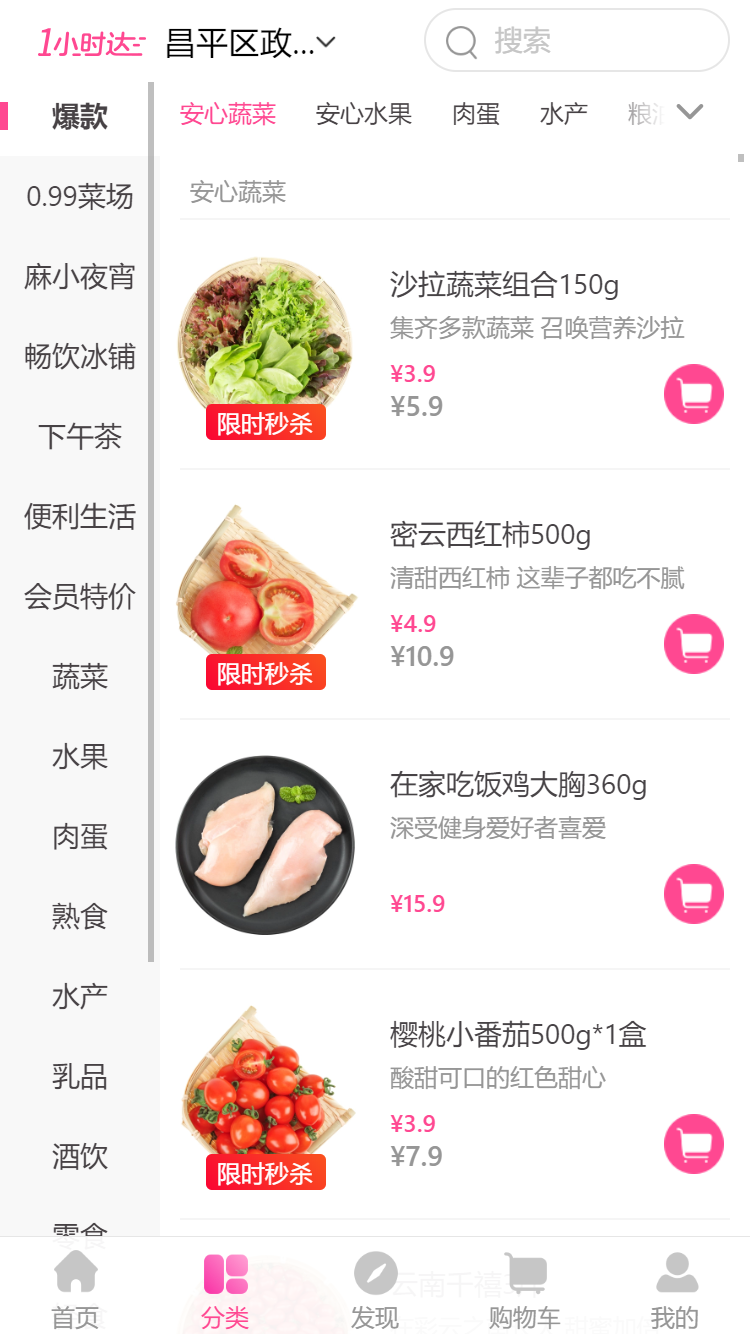 1小时达
昌平区政...
搜索
爆款
安心蔬菜
安心水果
肉蛋
水产
粮油
0.99菜场
麻小夜宵
畅饮冰铺
下午茶
便利生活
会员特价
蔬菜
水果
肉蛋
熟食
水产
乳品
酒饮
零食
安心蔬菜
沙拉蔬菜组合150g
集齐多款蔬菜 召唤营养沙拉
¥3.9
¥5.9
限时秒杀
密云西红柿500g
清甜西红柿 这辈子都吃不腻
¥4.9
¥10.9
限时秒杀
在家吃饭鸡大胸360g
深受健身爱好者喜爱
¥15.9
樱桃小番茄500g*1盒
酸甜可口的红色甜心
¥3.9
¥7.9
限时秒杀
云南千禧
首页
分类
发现
购物车
我的